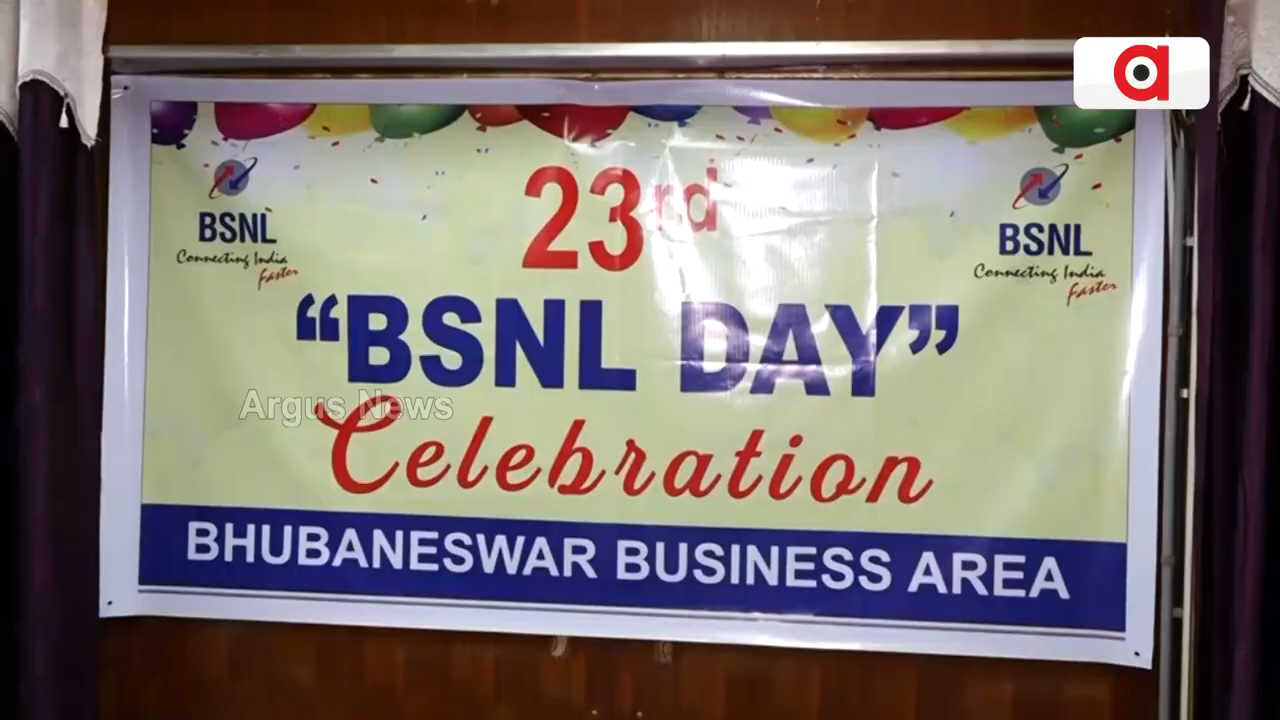 a
23rd
BSNL
Connecting India
Faster
BSNL
Connecting India
Faster
“BSNL DAY”
Argus News
Celebration
BHUBANESWAR BUSINESS AREA